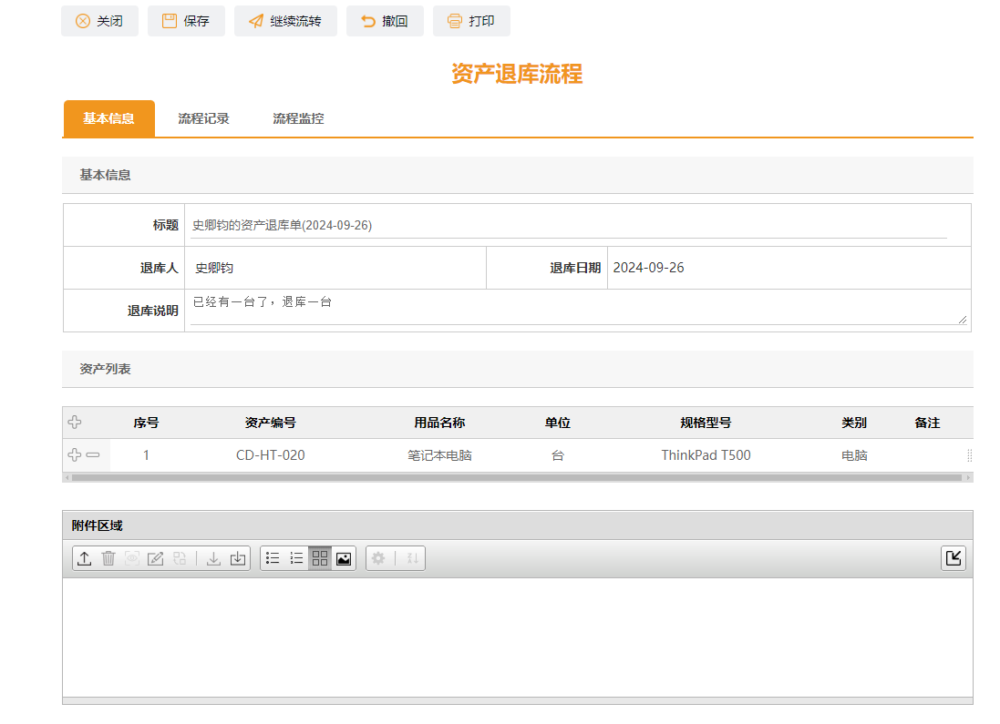 关闭 保存 继续流转 撤回 打印
资产退库流程
基本信息 流程记录 流程监控
基本信息
标题 史卿钧的资产退库单(2024-09-26)
退库人 史卿钧 退库日期 2024-09-26
退库说明 已经有一台了，退库一台
资产列表
序号 资产编号 用品名称 单位 规格型号 类别 备注
1 CD-HT-020 笔记本电脑 台 ThinkPad T500 电脑
附件区域